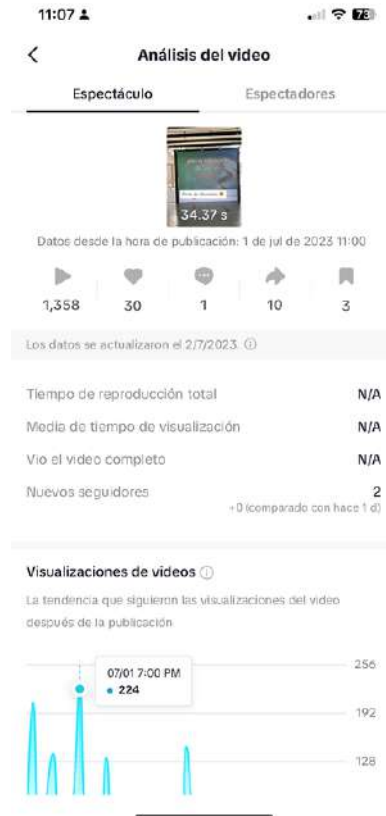 11:07
73
Análisis del video
Espectáculo
Espectadores
34.37 s
Datos desde la hora de publicación: 1 de jul de 2023 11:00
1,358
30
1
10
3
Los datos se actualizaron el 2/7/2023.
Tiempo de reproducción total
N/A
Media de tiempo de visualización
N/A
Vio el video completo
N/A
Nuevos seguidores
2
+0 (comparado con hace 1 d)
Visualizaciones de videos
La tendencia que siguieron las visualizaciones del video
después de la publicación
07/01 7:00 PM
224
256
192
128